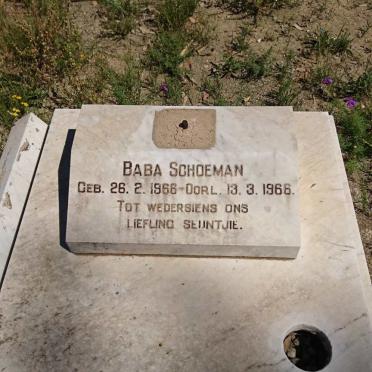 BABA SCHOEMAN
GEB. 26. 2. 1966 - OORL. 13. 3. 1966.
TOT WEDERSIENS ONS
LIEFLING SEUNTJIE.